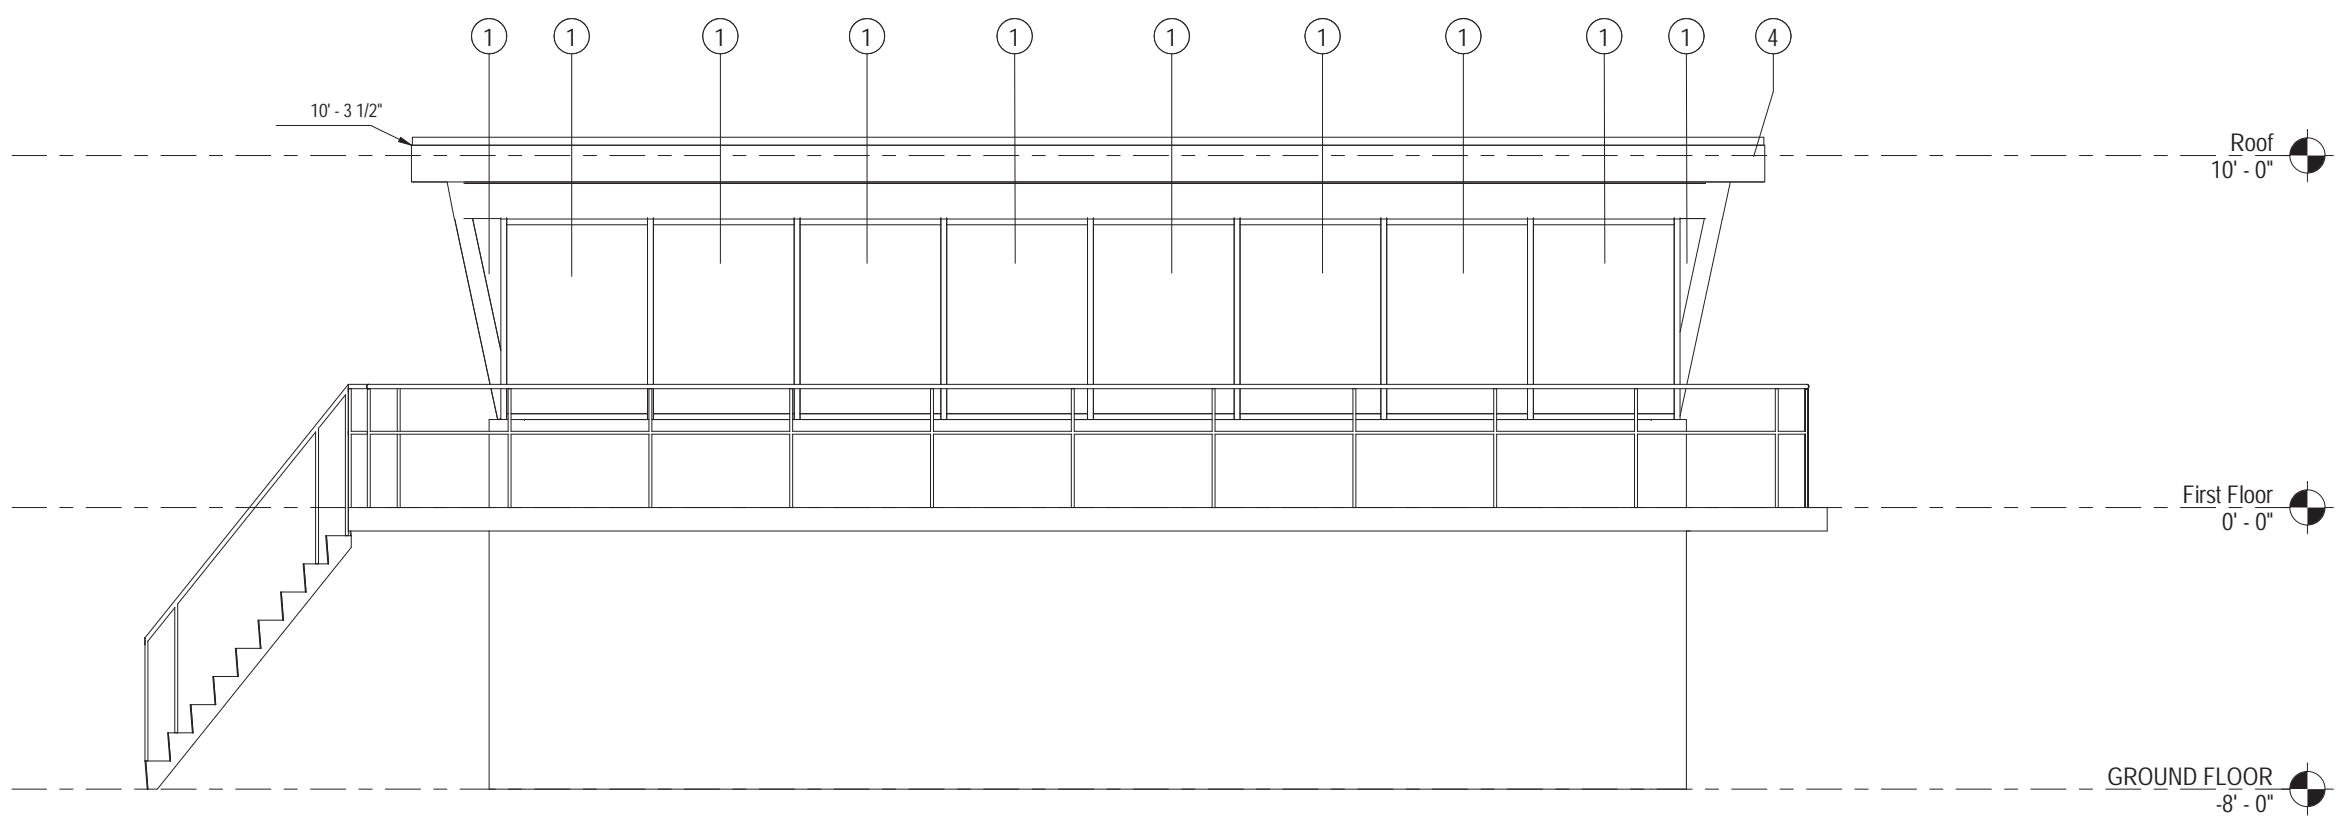 1 1 1 1 1 1 1 1 1 1 4
10' - 3 1/2"
Roof
10' - 0"
First Floor
0' - 0"
GROUND FLOOR
-8' - 0"